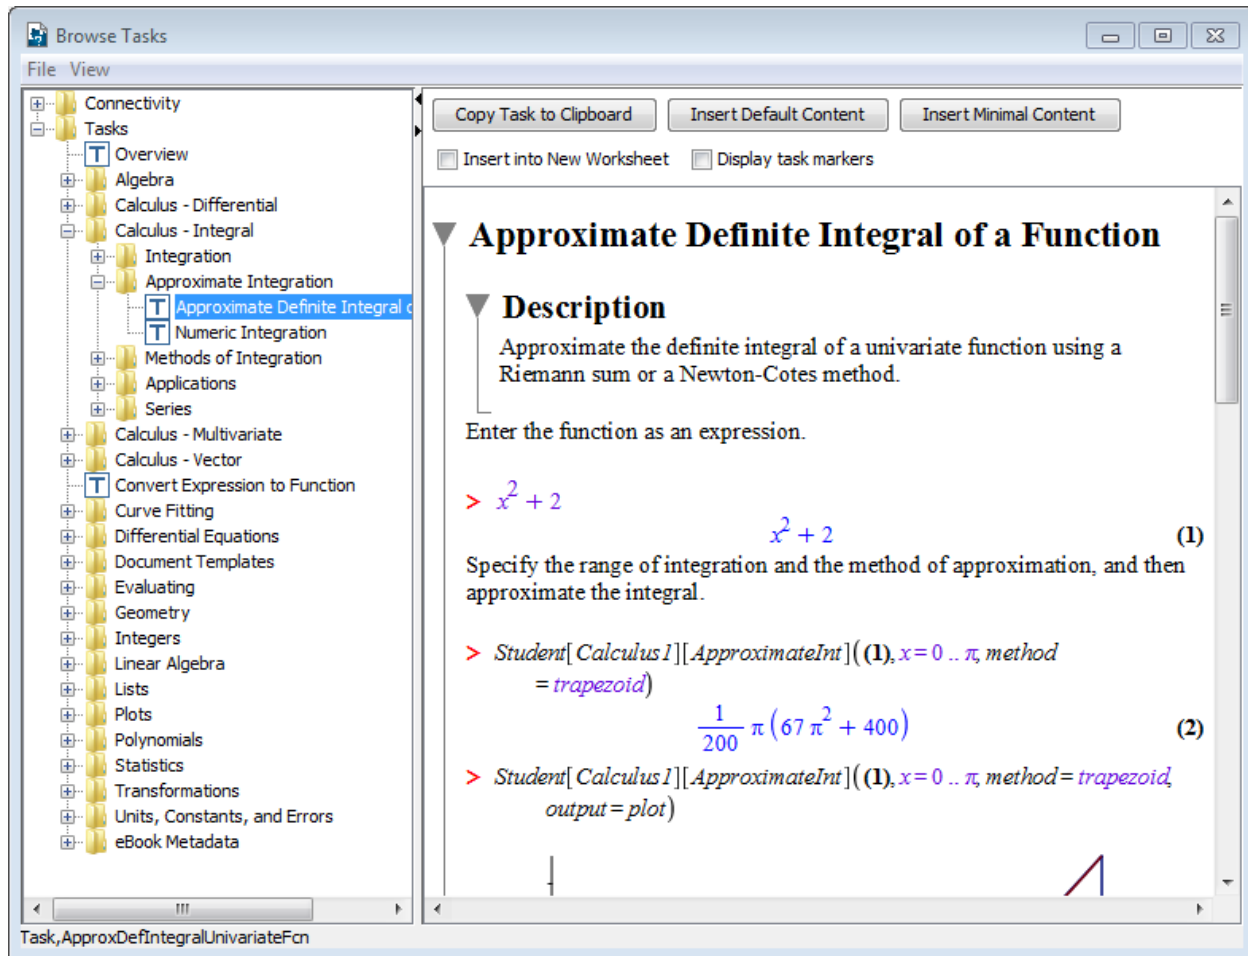 Browse Tasks
File View
Connectivity
Tasks
Overview
Algebra
Calculus - Differential
Calculus - Integral
Integration
Approximate Integration
Approximate Definite Integral
Numeric Integration
Methods of Integration
Applications
Series
Calculus - Multivariate
Calculus - Vector
Convert Expression to Function
Curve Fitting
Differential Equations
Document Templates
Evaluating
Geometry
Integers
Linear Algebra
Lists
Plots
Polynomials
Statistics
Transformations
Units, Constants, and Errors
eBook Metadata
Copy Task to Clipboard Insert Default Content Insert Minimal Content
Insert into New Worksheet Display task markers
Approximate Definite Integral of a Function
Description
Approximate the definite integral of a univariate function using a
Riemann sum or a Newton-Cotes method.
Enter the function as an expression.
> x² + 2
x² + 2 (1)
Specify the range of integration and the method of approximation, and then
approximate the integral.
> Student[Calculus1][ApproximateInt]((1), x = 0 .. π, method
= trapezoid)
1/200 π (67 π² + 400) (2)
> Student[Calculus1][ApproximateInt]((1), x = 0 .. π, method = trapezoid,
output = plot)
Task,ApproxDefIntegralUnivariateFcn